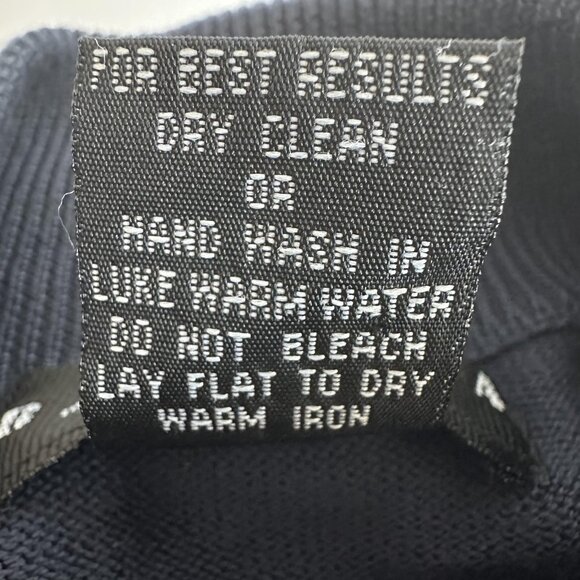 FOR BEST RESULTS
DRY CLEAN
OR
HAND WASH IN
LUKE WARM WATER
DO NOT BLEACH
LAY FLAT TO DRY
WARM IRON